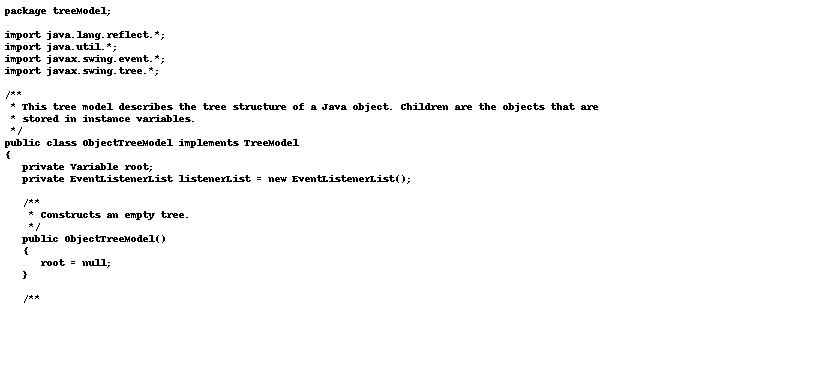 package treeModel;

import java.lang.reflect.*;
import java.util.*;
import javax.swing.event.*;
import javax.swing.tree.*;

/**
 * This tree model describes the tree structure of a Java object. Children are the objects that are
 * stored in instance variables.
 */
public class ObjectTreeModel implements TreeModel
{
   private Variable root;
   private EventListenerList listenerList = new EventListenerList();

   /**
    * Constructs an empty tree.
    */
   public ObjectTreeModel()
   {
      root = null;
   }

   /**